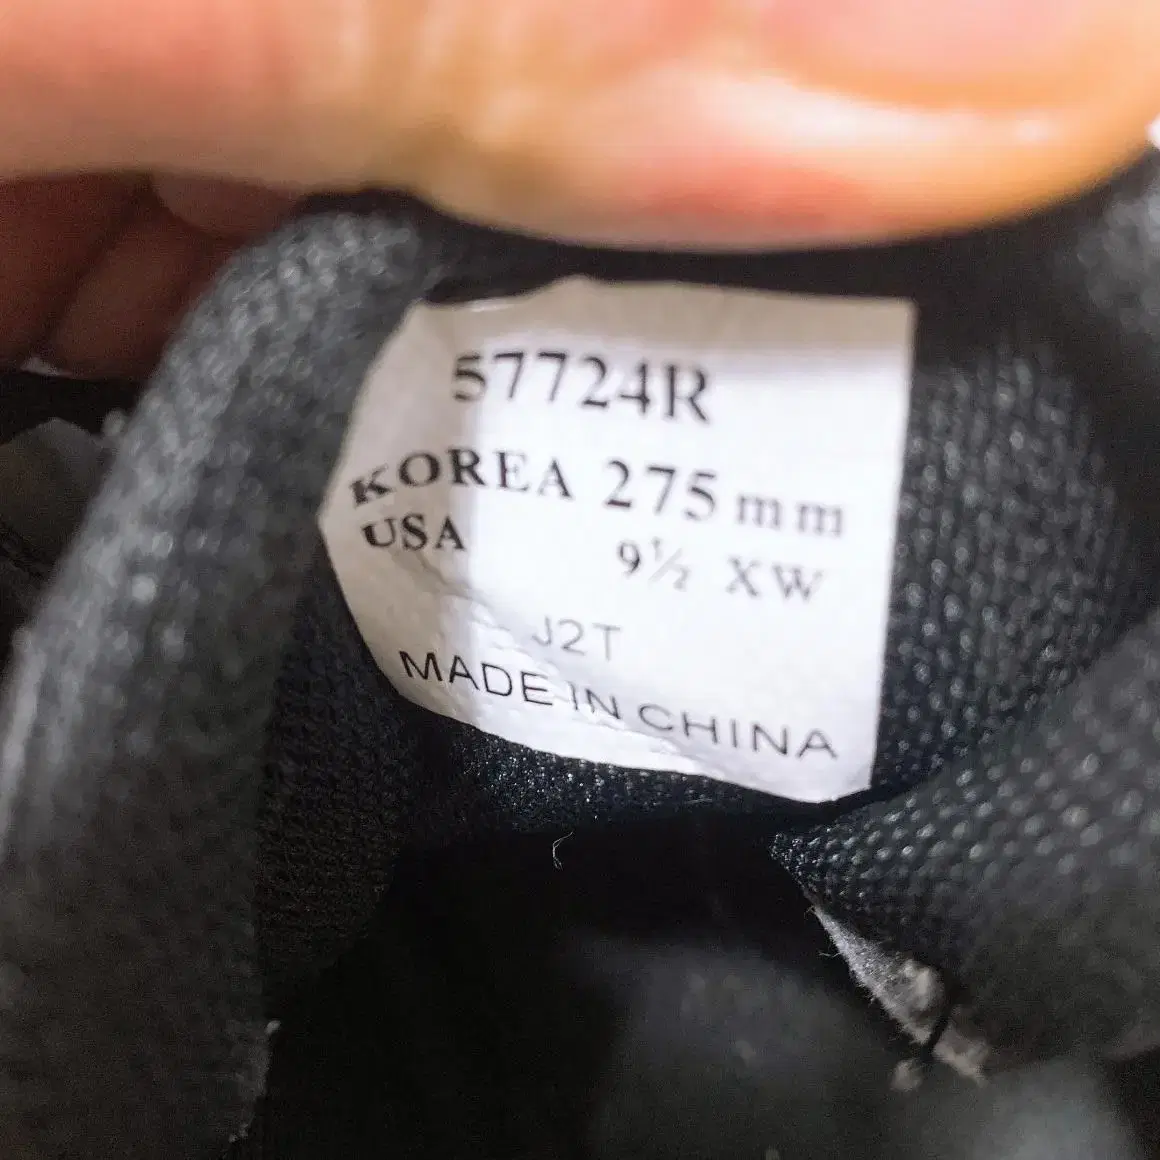 57724R
KOREA 275 mm
USA 9½ XW
J2T
MADE IN CHINA